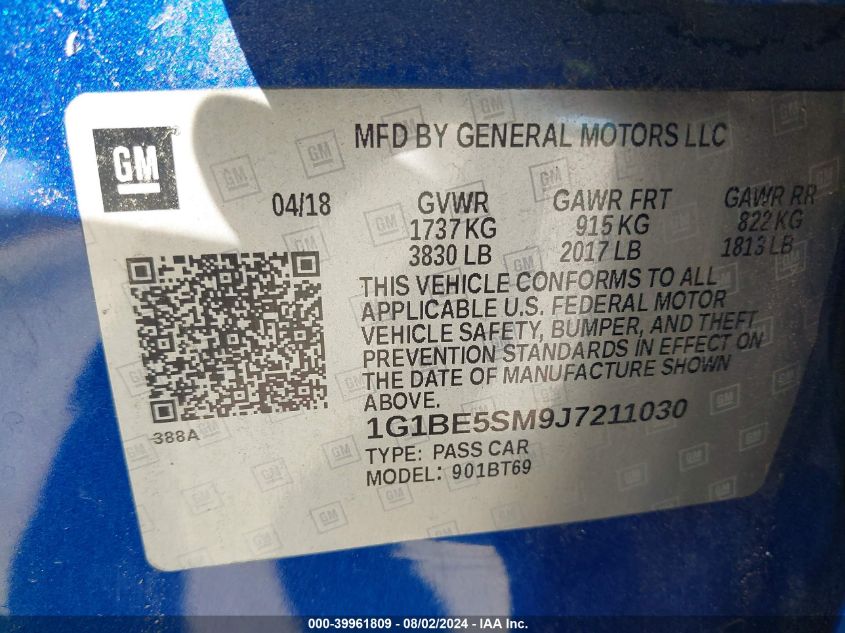 GM
MFD BY GENERAL MOTORS LLC
04/18
GVWR
1737 KG
3830 LB
GAWR FRT
915 KG
2017 LB
GAWR RR
822 KG
1813 LB
THIS VEHICLE CONFORMS TO ALL
APPLICABLE U.S. FEDERAL MOTOR
VEHICLE SAFETY, BUMPER, AND THEFT
PREVENTION STANDARDS IN EFFECT ON
THE DATE OF MANUFACTURE SHOWN
ABOVE.
388A
1G1BE5SM9J7211030
TYPE: PASS CAR
MODEL: 901BT69
000-39961809 - 08/02/2024 - IAA Inc.